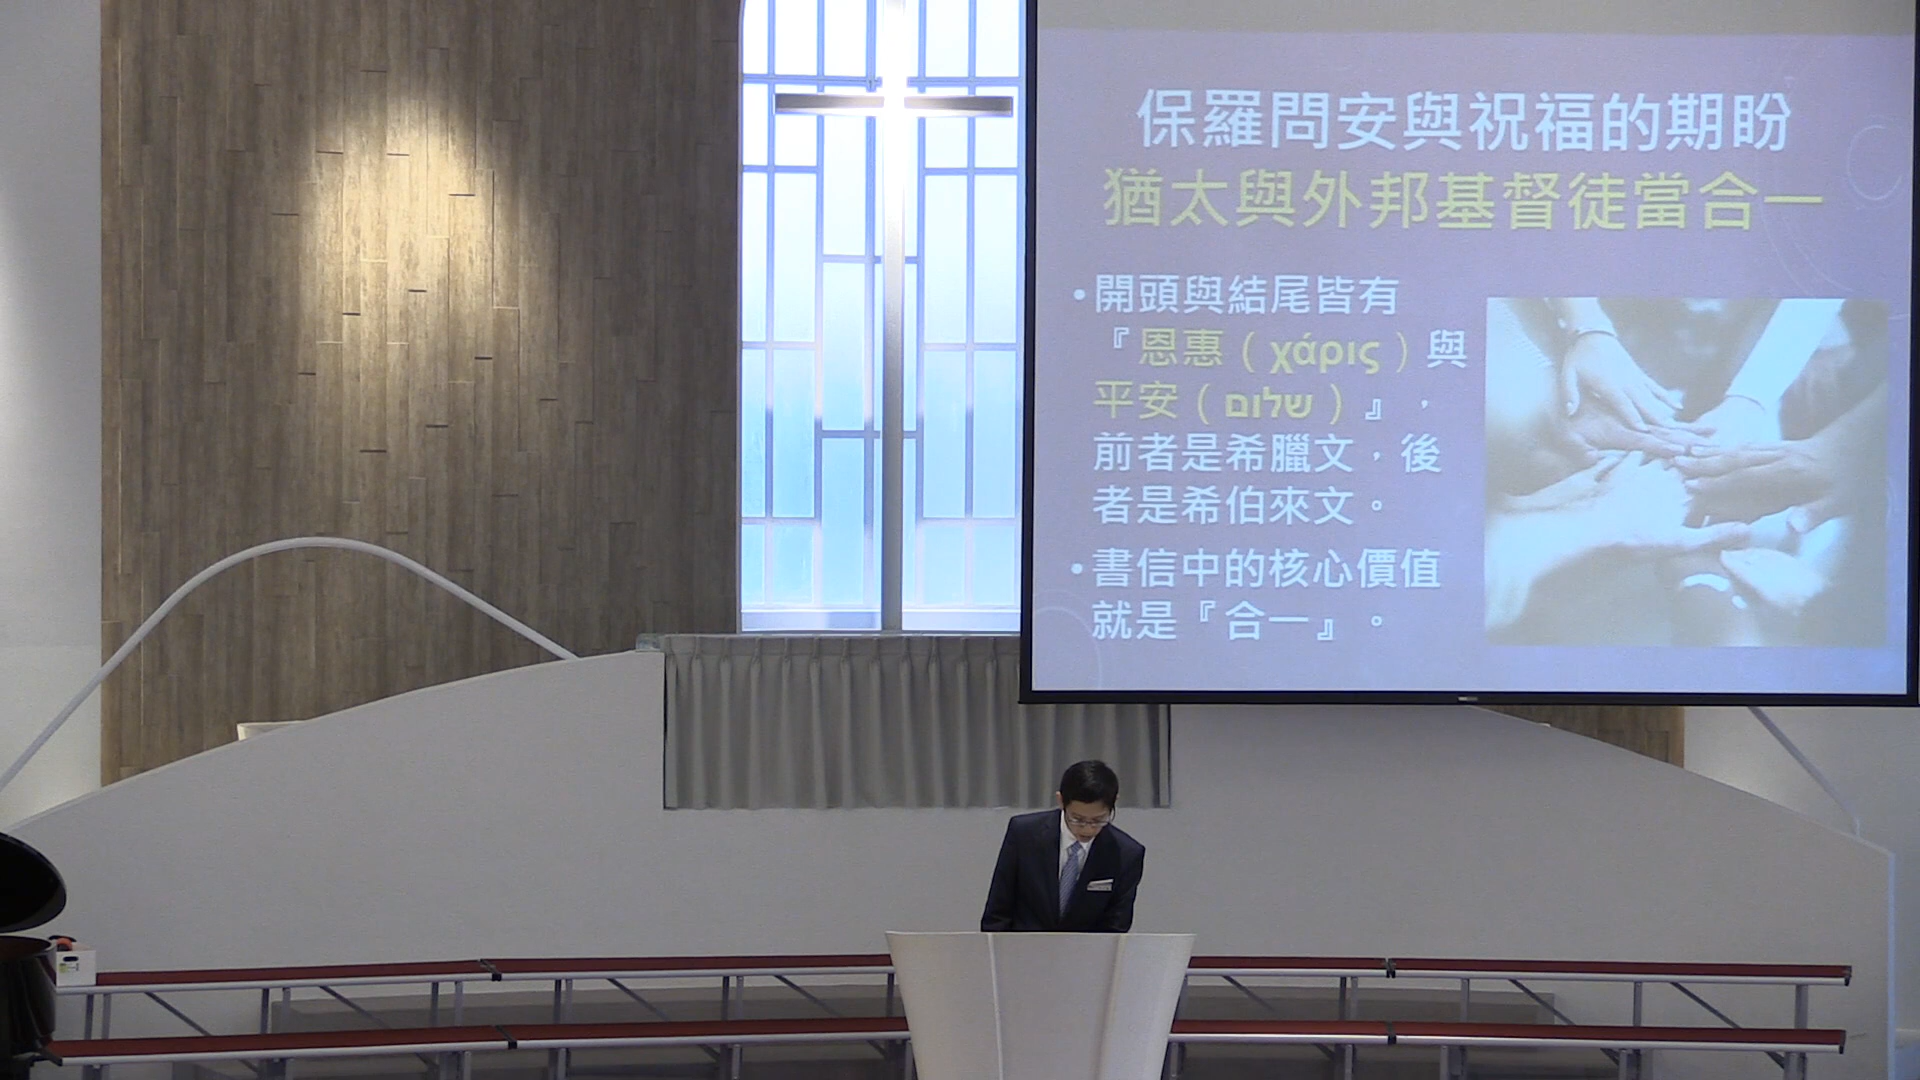 保羅問安與祝福的期盼
猶太與外邦基督徒當合一
•開頭與結尾皆有
『恩惠（χάρις）與
平安（שלום）』，
前者是希臘文，後
者是希伯來文。
•書信中的核心價值
就是『合一』。